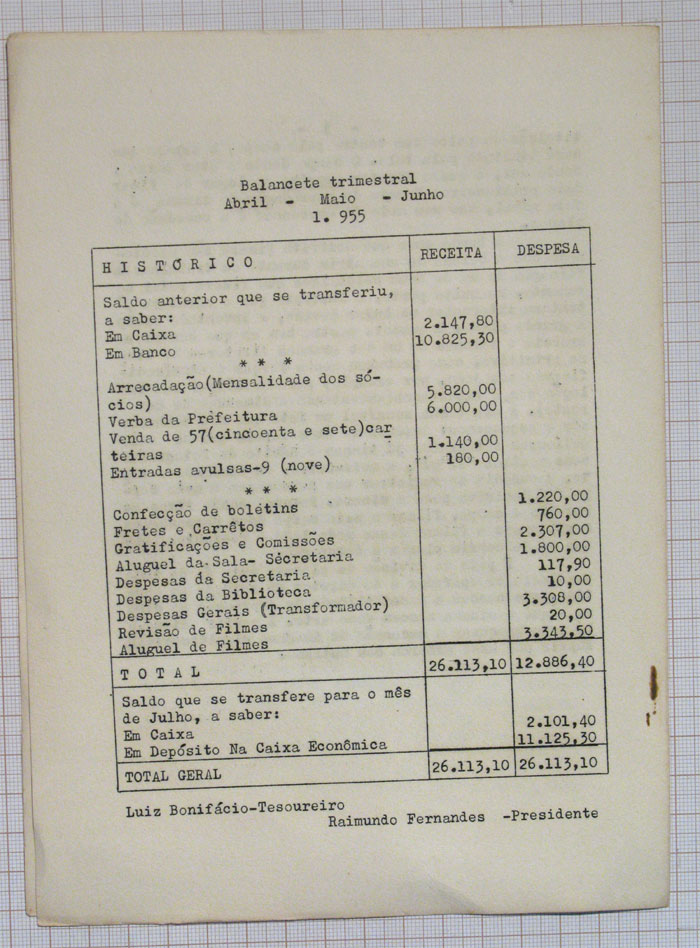 Balancete trimestral
Abril - Maio - Junho
1. 955
H I S T Ó R I C O RECEITA DESPESA
Saldo anterior que se transferiu,
a saber:
Em Caixa 2.147,80
Em Banco 10.825,30
* * *
Arrecadação(Mensalidade dos só-
cios) 5.820,00
Verba da Prefeitura 6.000,00
Venda de 57(cincoenta e sete)car
teiras 1.140,00
Entradas avulsas-9 (nove) 180,00
* * *
Confecção de bolétins 1.220,00
Fretes e Carrêtos 760,00
Gratificações e Comissões 2.307,00
Aluguel da Sala- Sécretaria 1.800,00
Despesas da Secretaria 117,90
Despesas da Biblioteca 10,00
Despesas Gerais (Transformador) 3.308,00
Revisão de Filmes 20,00
Aluguel de Filmes 3.343,50
T O T A L 26.113,10 12.886,40
Saldo que se transfere para o mês
de Julho, a saber:
Em Caixa 2.101,40
Em Depósito Na Caixa Econômica 11.125,30
TOTAL GERAL 26.113,10 26.113,10
Luiz Bonifácio-Tesoureiro
Raimundo Fernandes -Presidente